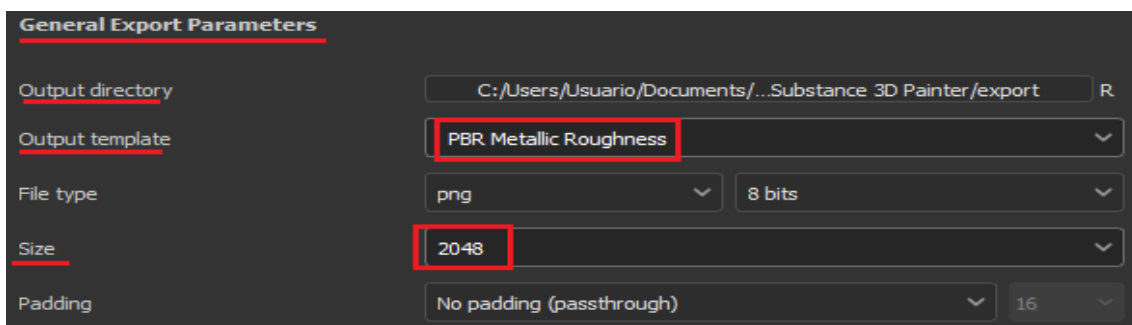 General Export Parameters
Output directory C:/Users/Usuario/Documents/...Substance 3D Painter/export R
Output template PBR Metallic Roughness
File type png 8 bits
Size 2048
Padding No padding (passthrough) 16